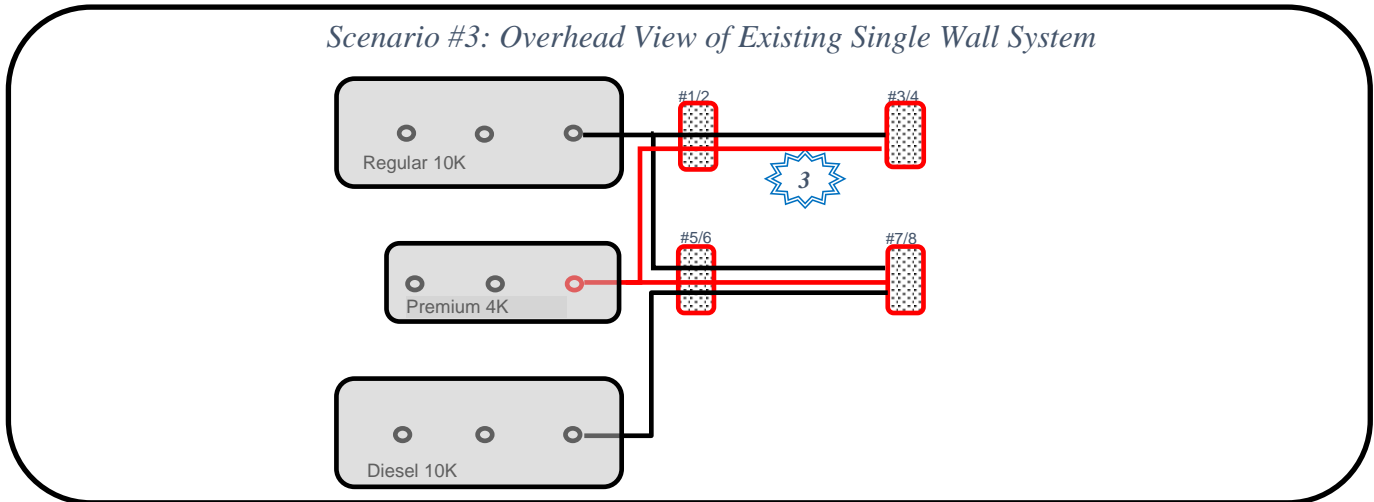 Scenario #3: Overhead View of Existing Single Wall System
#1/2
#3/4
Regular 10K
3
#5/6
#7/8
Premium 4K
Diesel 10K